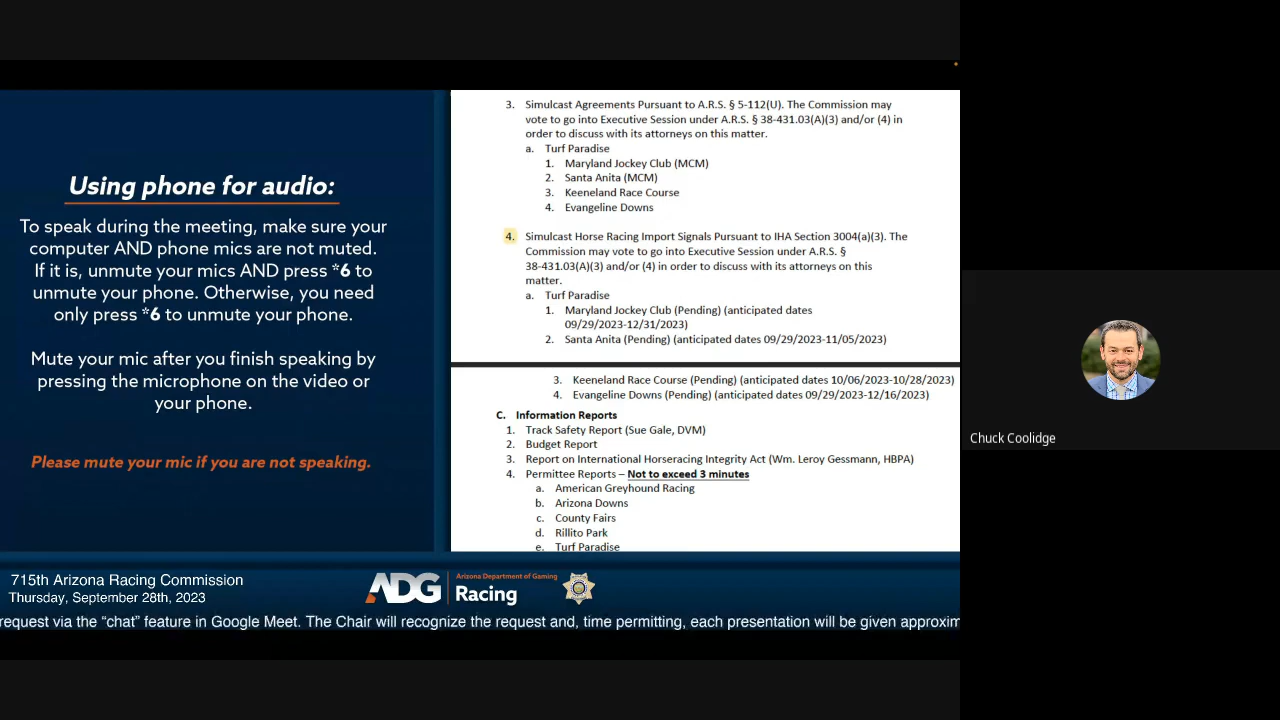 Using phone for audio:
To speak during the meeting, make sure your
computer AND phone mics are not muted.
If it is, unmute your mics AND press *6 to
unmute your phone. Otherwise, you need
only press *6 to unmute your phone.
Mute your mic after you finish speaking by
pressing the microphone on the video or
your phone.
Please mute your mic if you are not speaking.
3. Simulcast Agreements Pursuant to A.R.S. § 5-112(U). The Commission may
vote to go into Executive Session under A.R.S. § 38-431.03(A)(3) and/or (4) in
order to discuss with its attorneys on this matter.
a. Turf Paradise
1. Maryland Jockey Club (MCM)
2. Santa Anita (MCM)
3. Keeneland Race Course
4. Evangeline Downs
4. Simulcast Horse Racing Import Signals Pursuant to IHA Section 3004(a)(3). The
Commission may vote to go into Executive Session under A.R.S. §
38-431.03(A)(3) and/or (4) in order to discuss with its attorneys on this
matter.
a. Turf Paradise
1. Maryland Jockey Club (Pending) (anticipated dates
09/29/2023-12/31/2023)
2. Santa Anita (Pending) (anticipated dates 09/29/2023-11/05/2023)
3. Keeneland Race Course (Pending) (anticipated dates 10/06/2023-10/28/2023)
4. Evangeline Downs (Pending) (anticipated dates 09/29/2023-12/16/2023)
C. Information Reports
1. Track Safety Report (Sue Gale, DVM)
2. Budget Report
3. Report on International Horseracing Integrity Act (Wm. Leroy Gessmann, HBPA)
4. Permittee Reports – Not to exceed 3 minutes
a. American Greyhound Racing
b. Arizona Downs
c. County Fairs
d. Rillito Park
e. Turf Paradise
Chuck Coolidge
715th Arizona Racing Commission
Thursday, September 28th, 2023
ADG
Arizona Department of Gaming
Racing
request via the “chat” feature in Google Meet. The Chair will recognize the request and, time permitting, each presentation will be given approxim